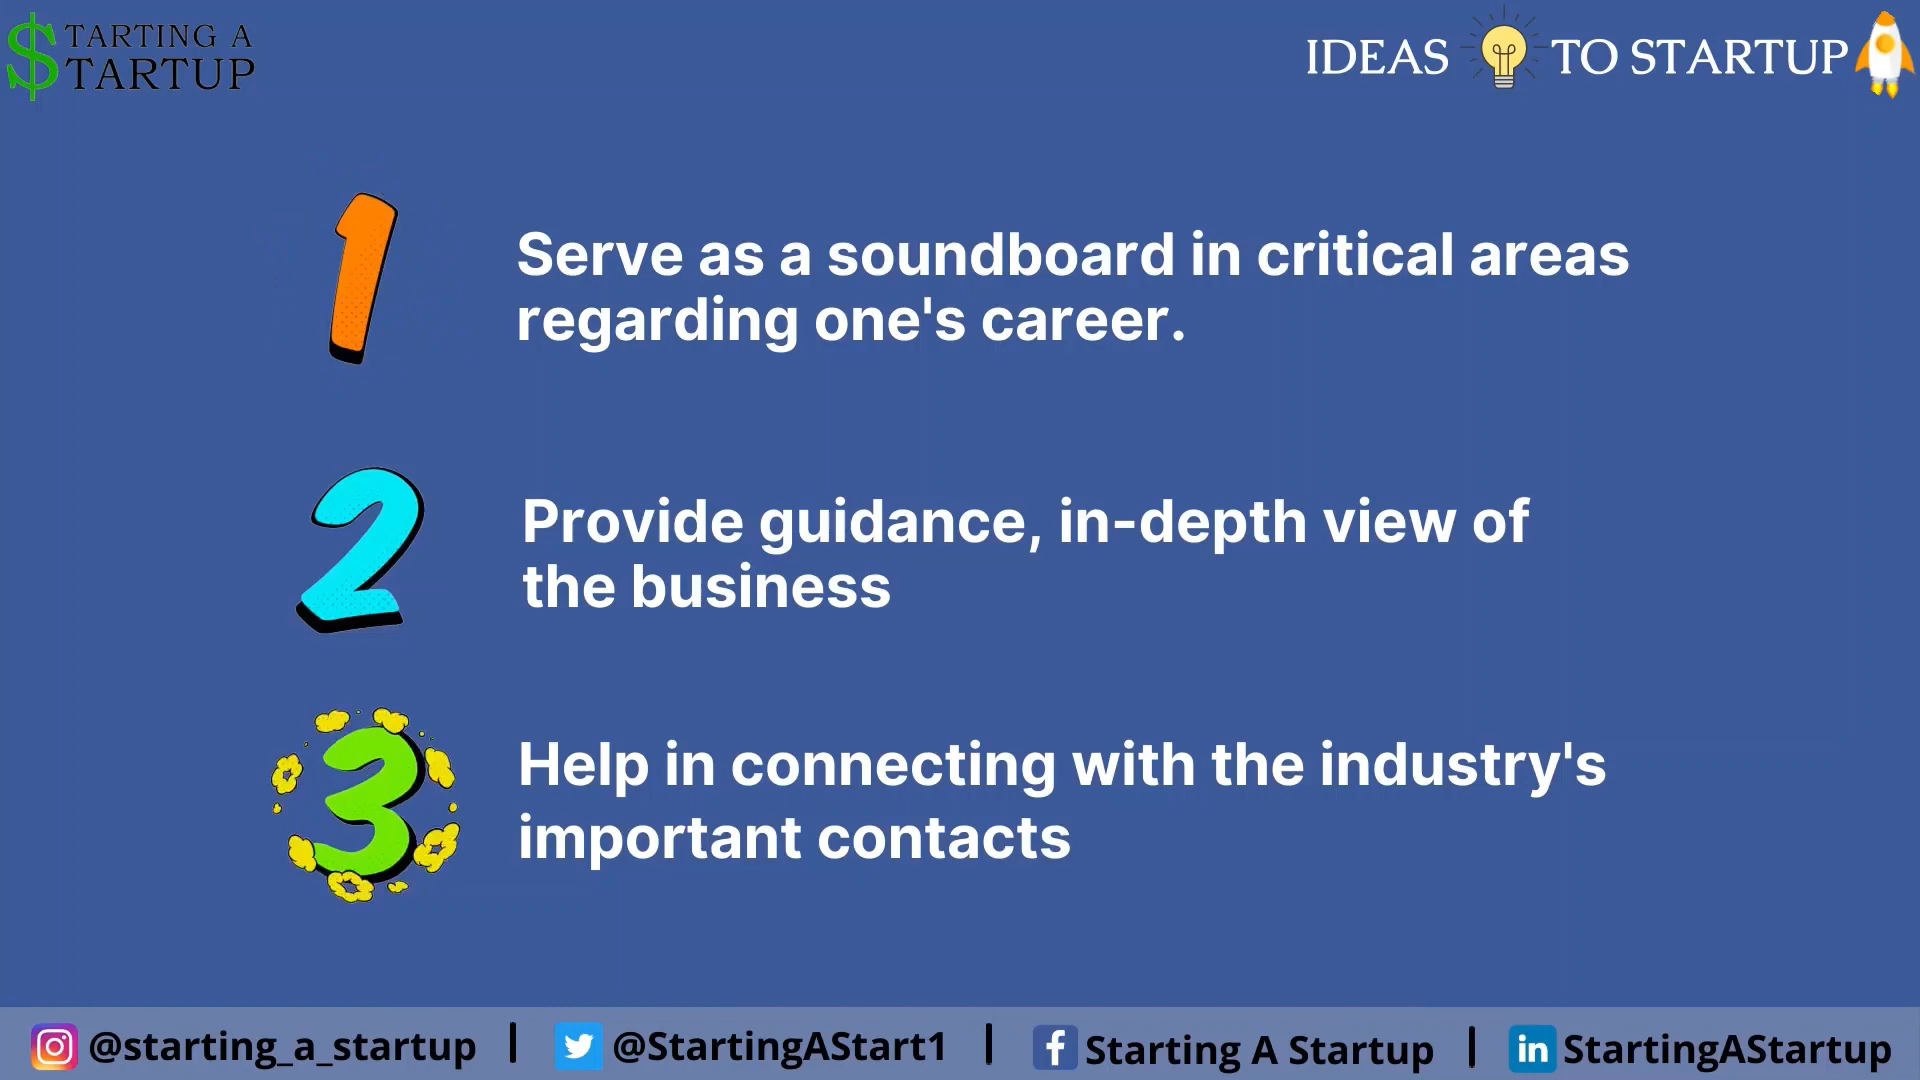 $TARTING A
STARTUP
IDEAS TO STARTUP
1
Serve as a soundboard in critical areas
regarding one's career.
2
Provide guidance, in-depth view of
the business
3
Help in connecting with the industry's
important contacts
@starting_a_startup | @StartingAStart1 | Starting A Startup | StartingAStartup